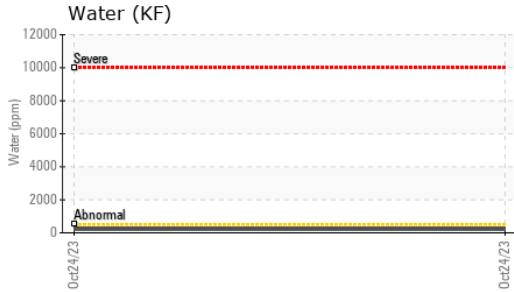 Water (KF)
12000
Severe
10000
8000
Water (ppm)
6000
4000
2000
Abnormal
0
Oct24/23
Oct24/23